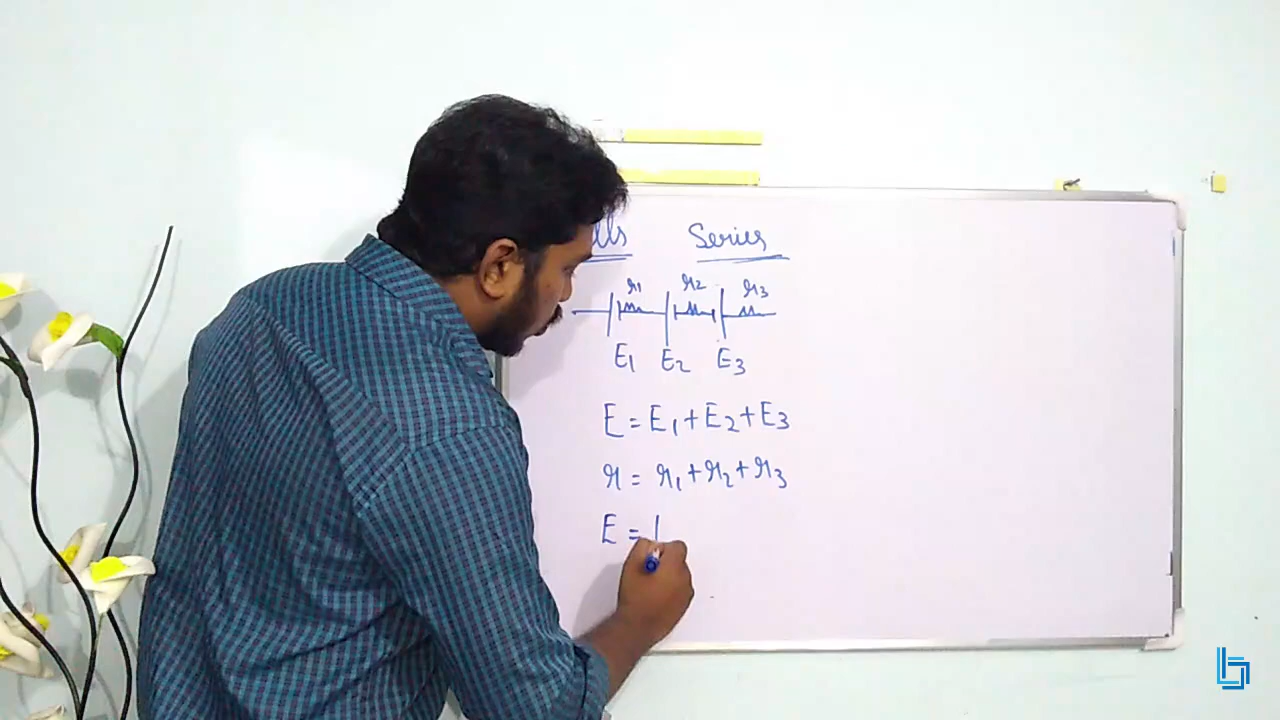 Series
r1 r2 r3
E1 E2 E3
E = E1 + E2 + E3
r = r1 + r2 + r3
E =